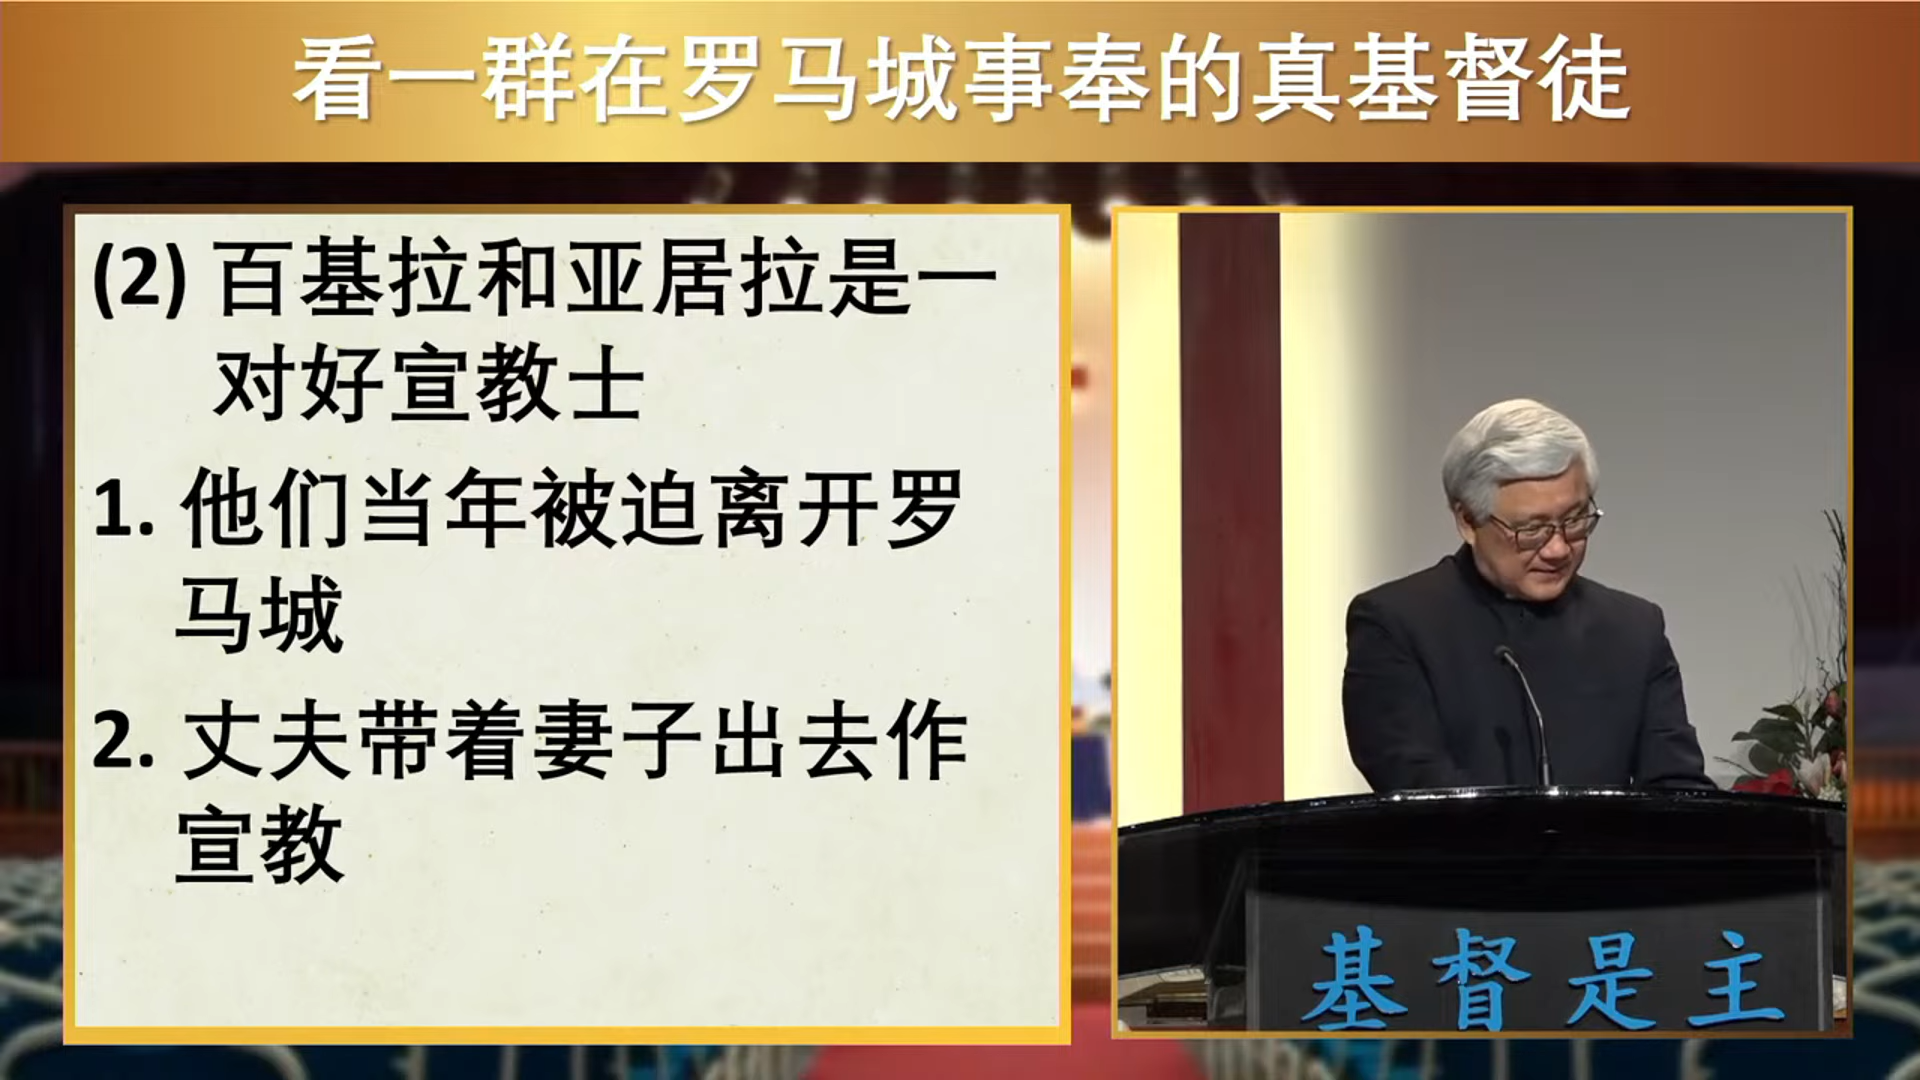 看一群在罗马城事奉的真基督徒
(2) 百基拉和亚居拉是一
对好宣教士
1. 他们当年被迫离开罗
马城
2. 丈夫带着妻子出去作
宣教
基督是主